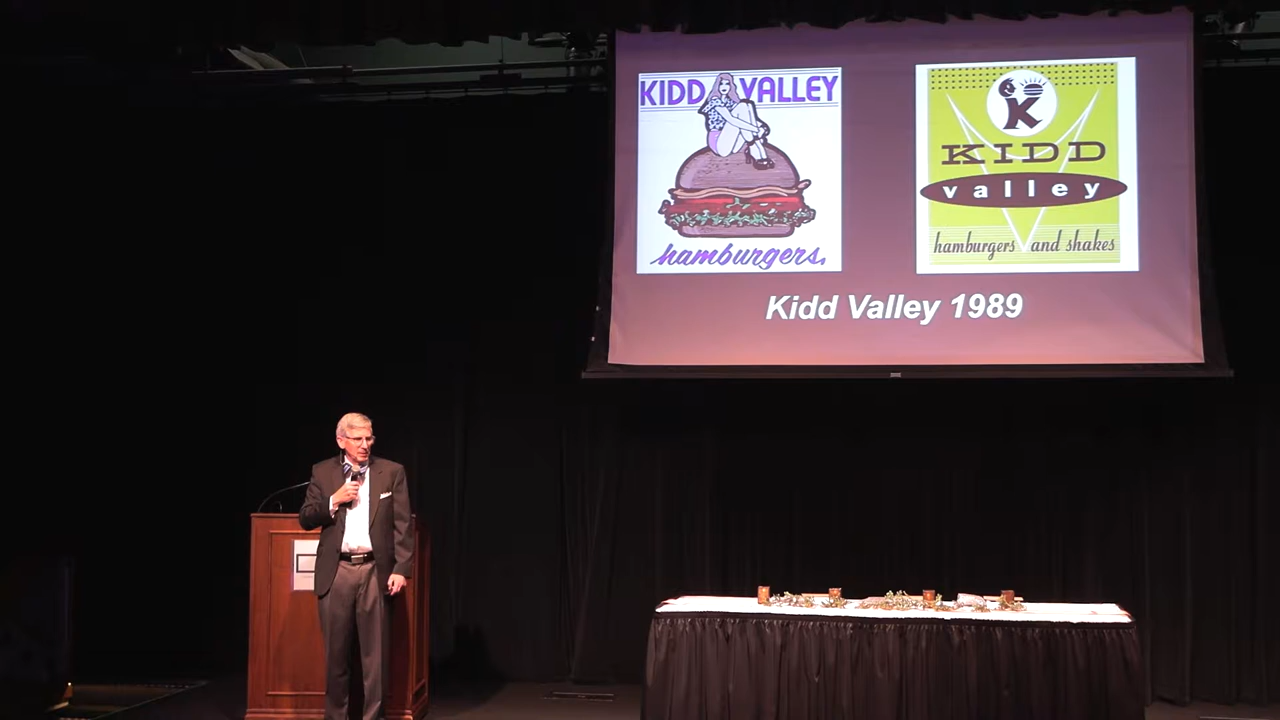 KIDD VALLEY
hamburgers.
K
KIDD
valley
hamburgers and shakes
Kidd Valley 1989